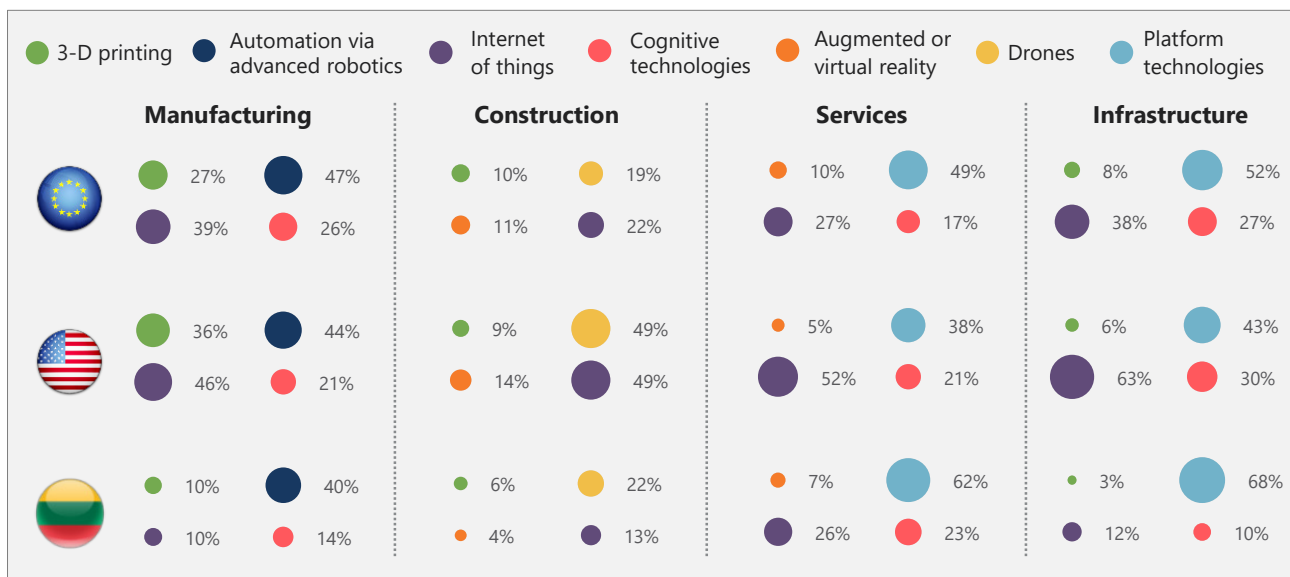 3-D printing
Automation via
advanced robotics
Internet
of things
Cognitive
technologies
Augmented or
virtual reality
Drones
Platform
technologies
Manufacturing Construction Services Infrastructure
27% 47% 10% 19% 10% 49% 8% 52%
39% 26% 11% 22% 27% 17% 38% 27%
36% 44% 9% 49% 5% 38% 6% 43%
46% 21% 14% 49% 52% 21% 63% 30%
10% 40% 6% 22% 7% 62% 3% 68%
10% 14% 4% 13% 26% 23% 12% 10%